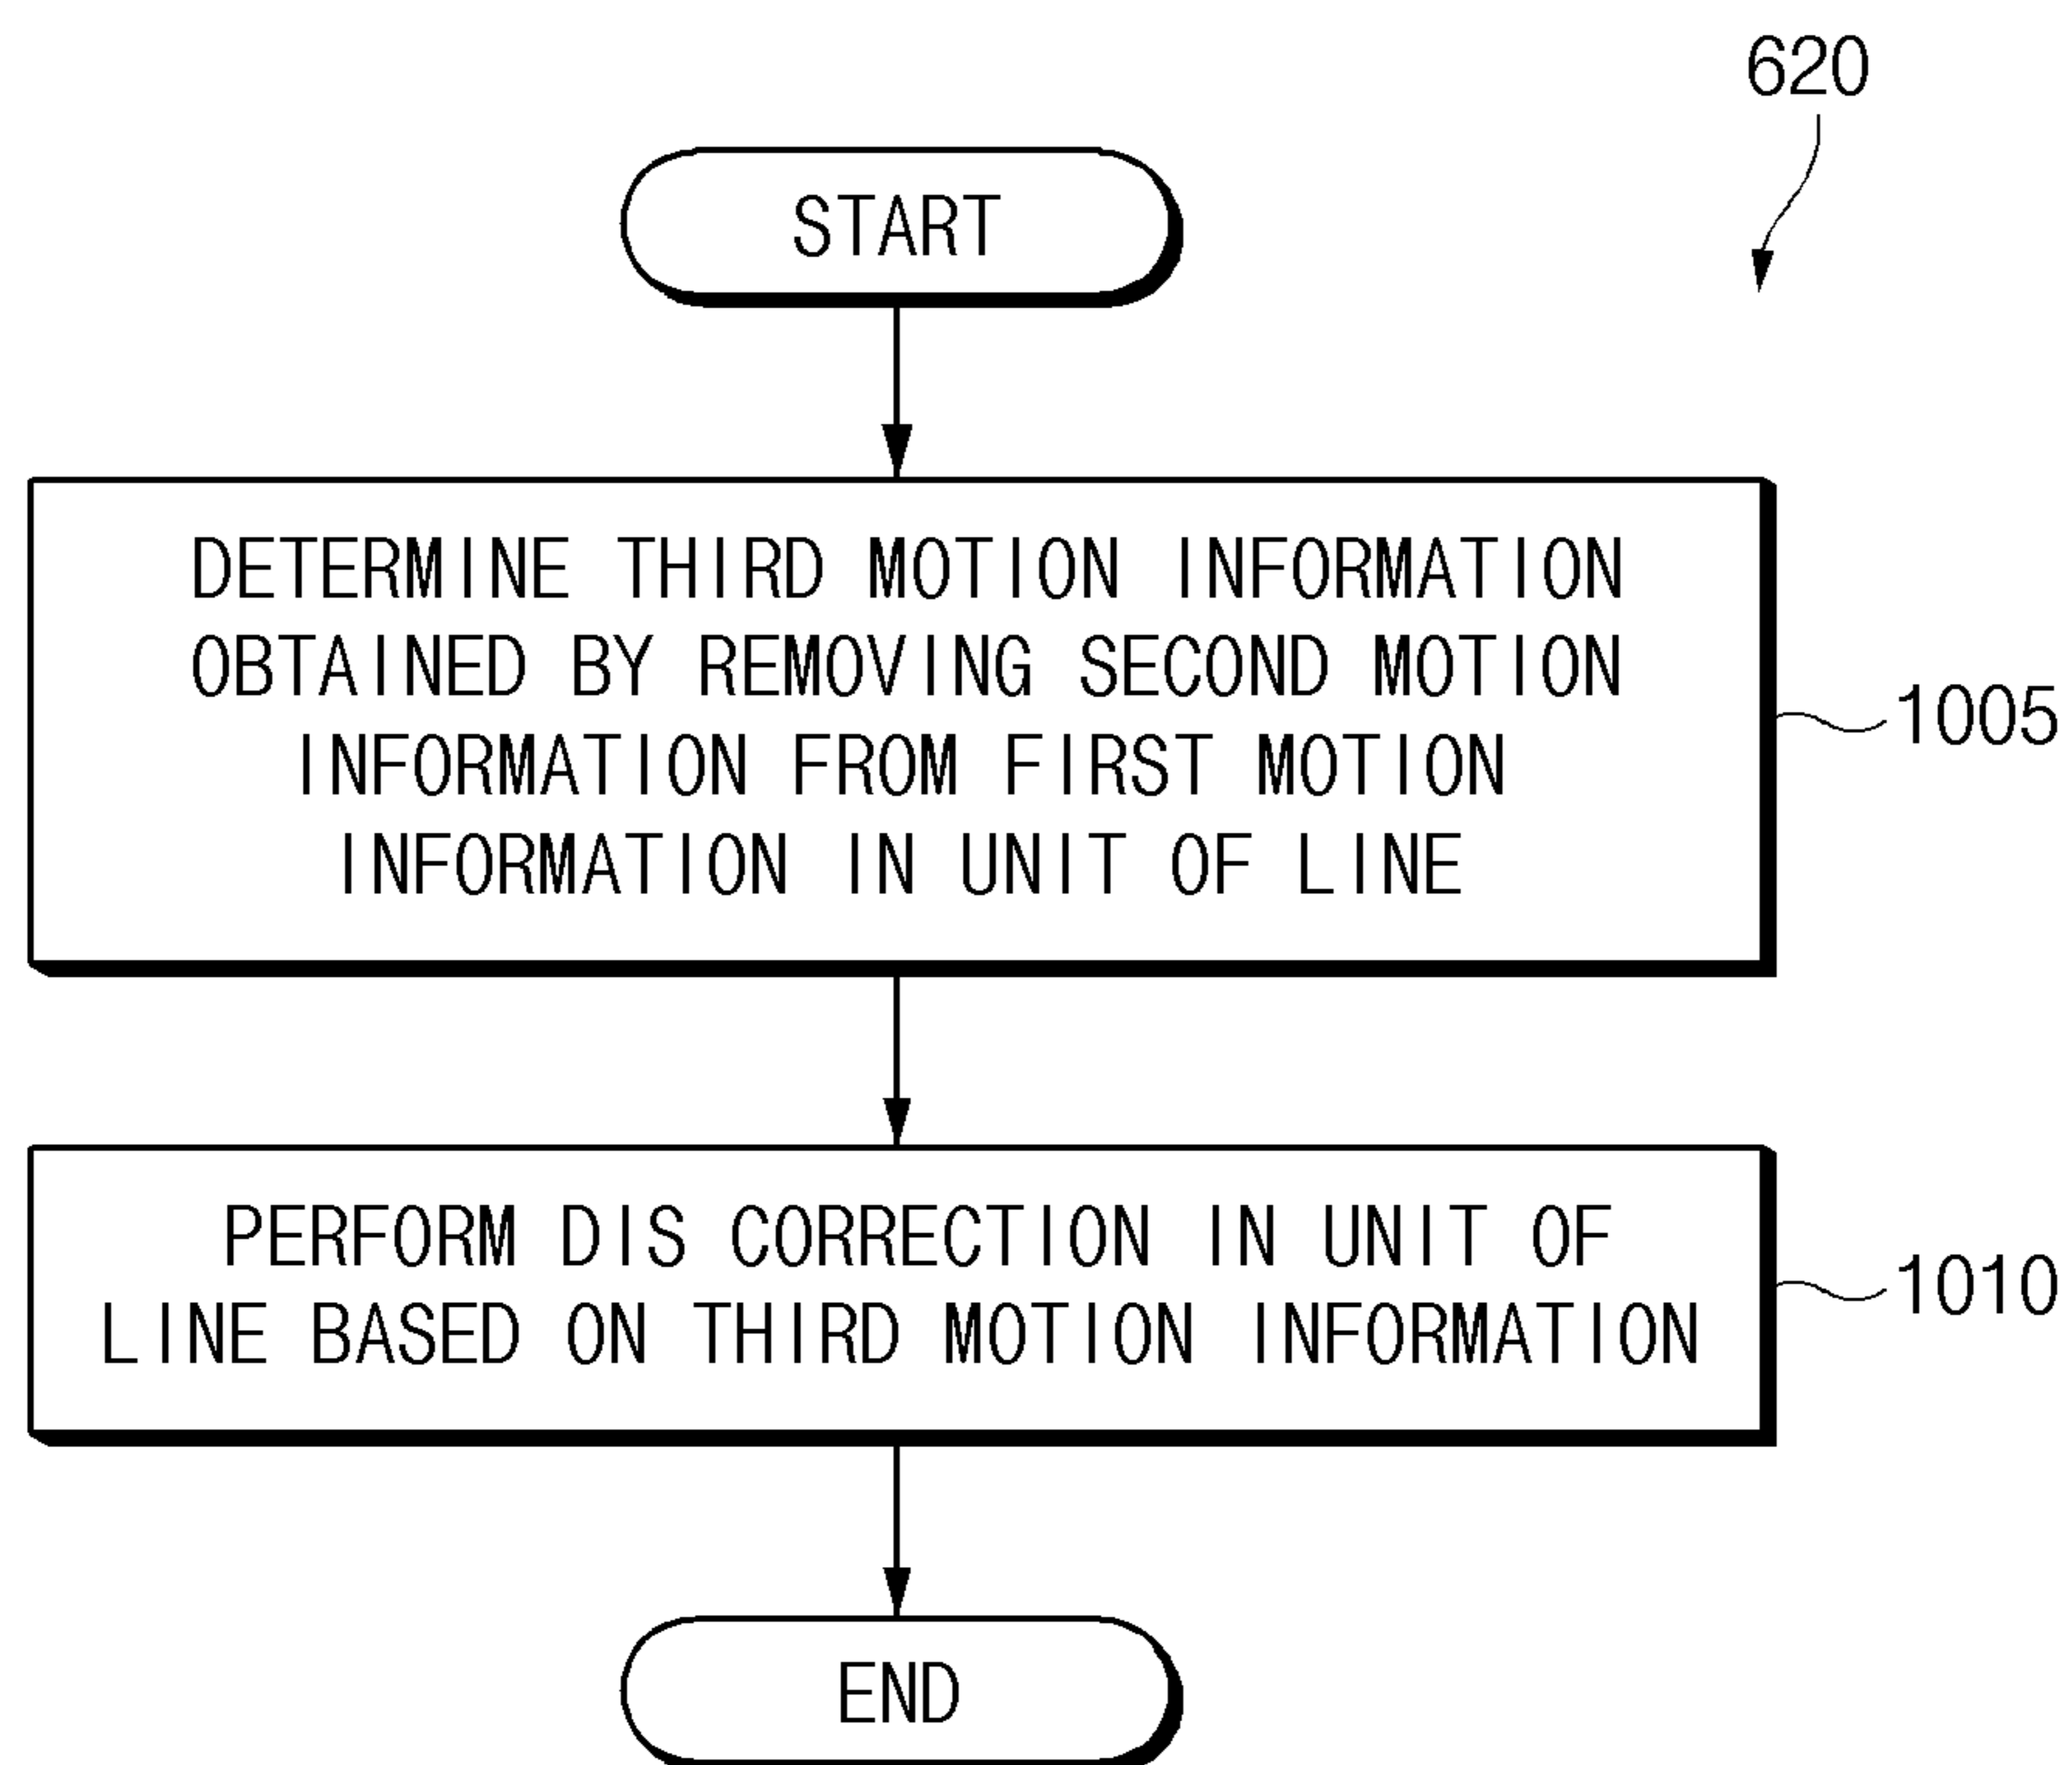 620
START
DETERMINE THIRD MOTION INFORMATION
OBTAINED BY REMOVING SECOND MOTION
INFORMATION FROM FIRST MOTION
INFORMATION IN UNIT OF LINE
1005
PERFORM DIS CORRECTION IN UNIT OF
LINE BASED ON THIRD MOTION INFORMATION
1010
END